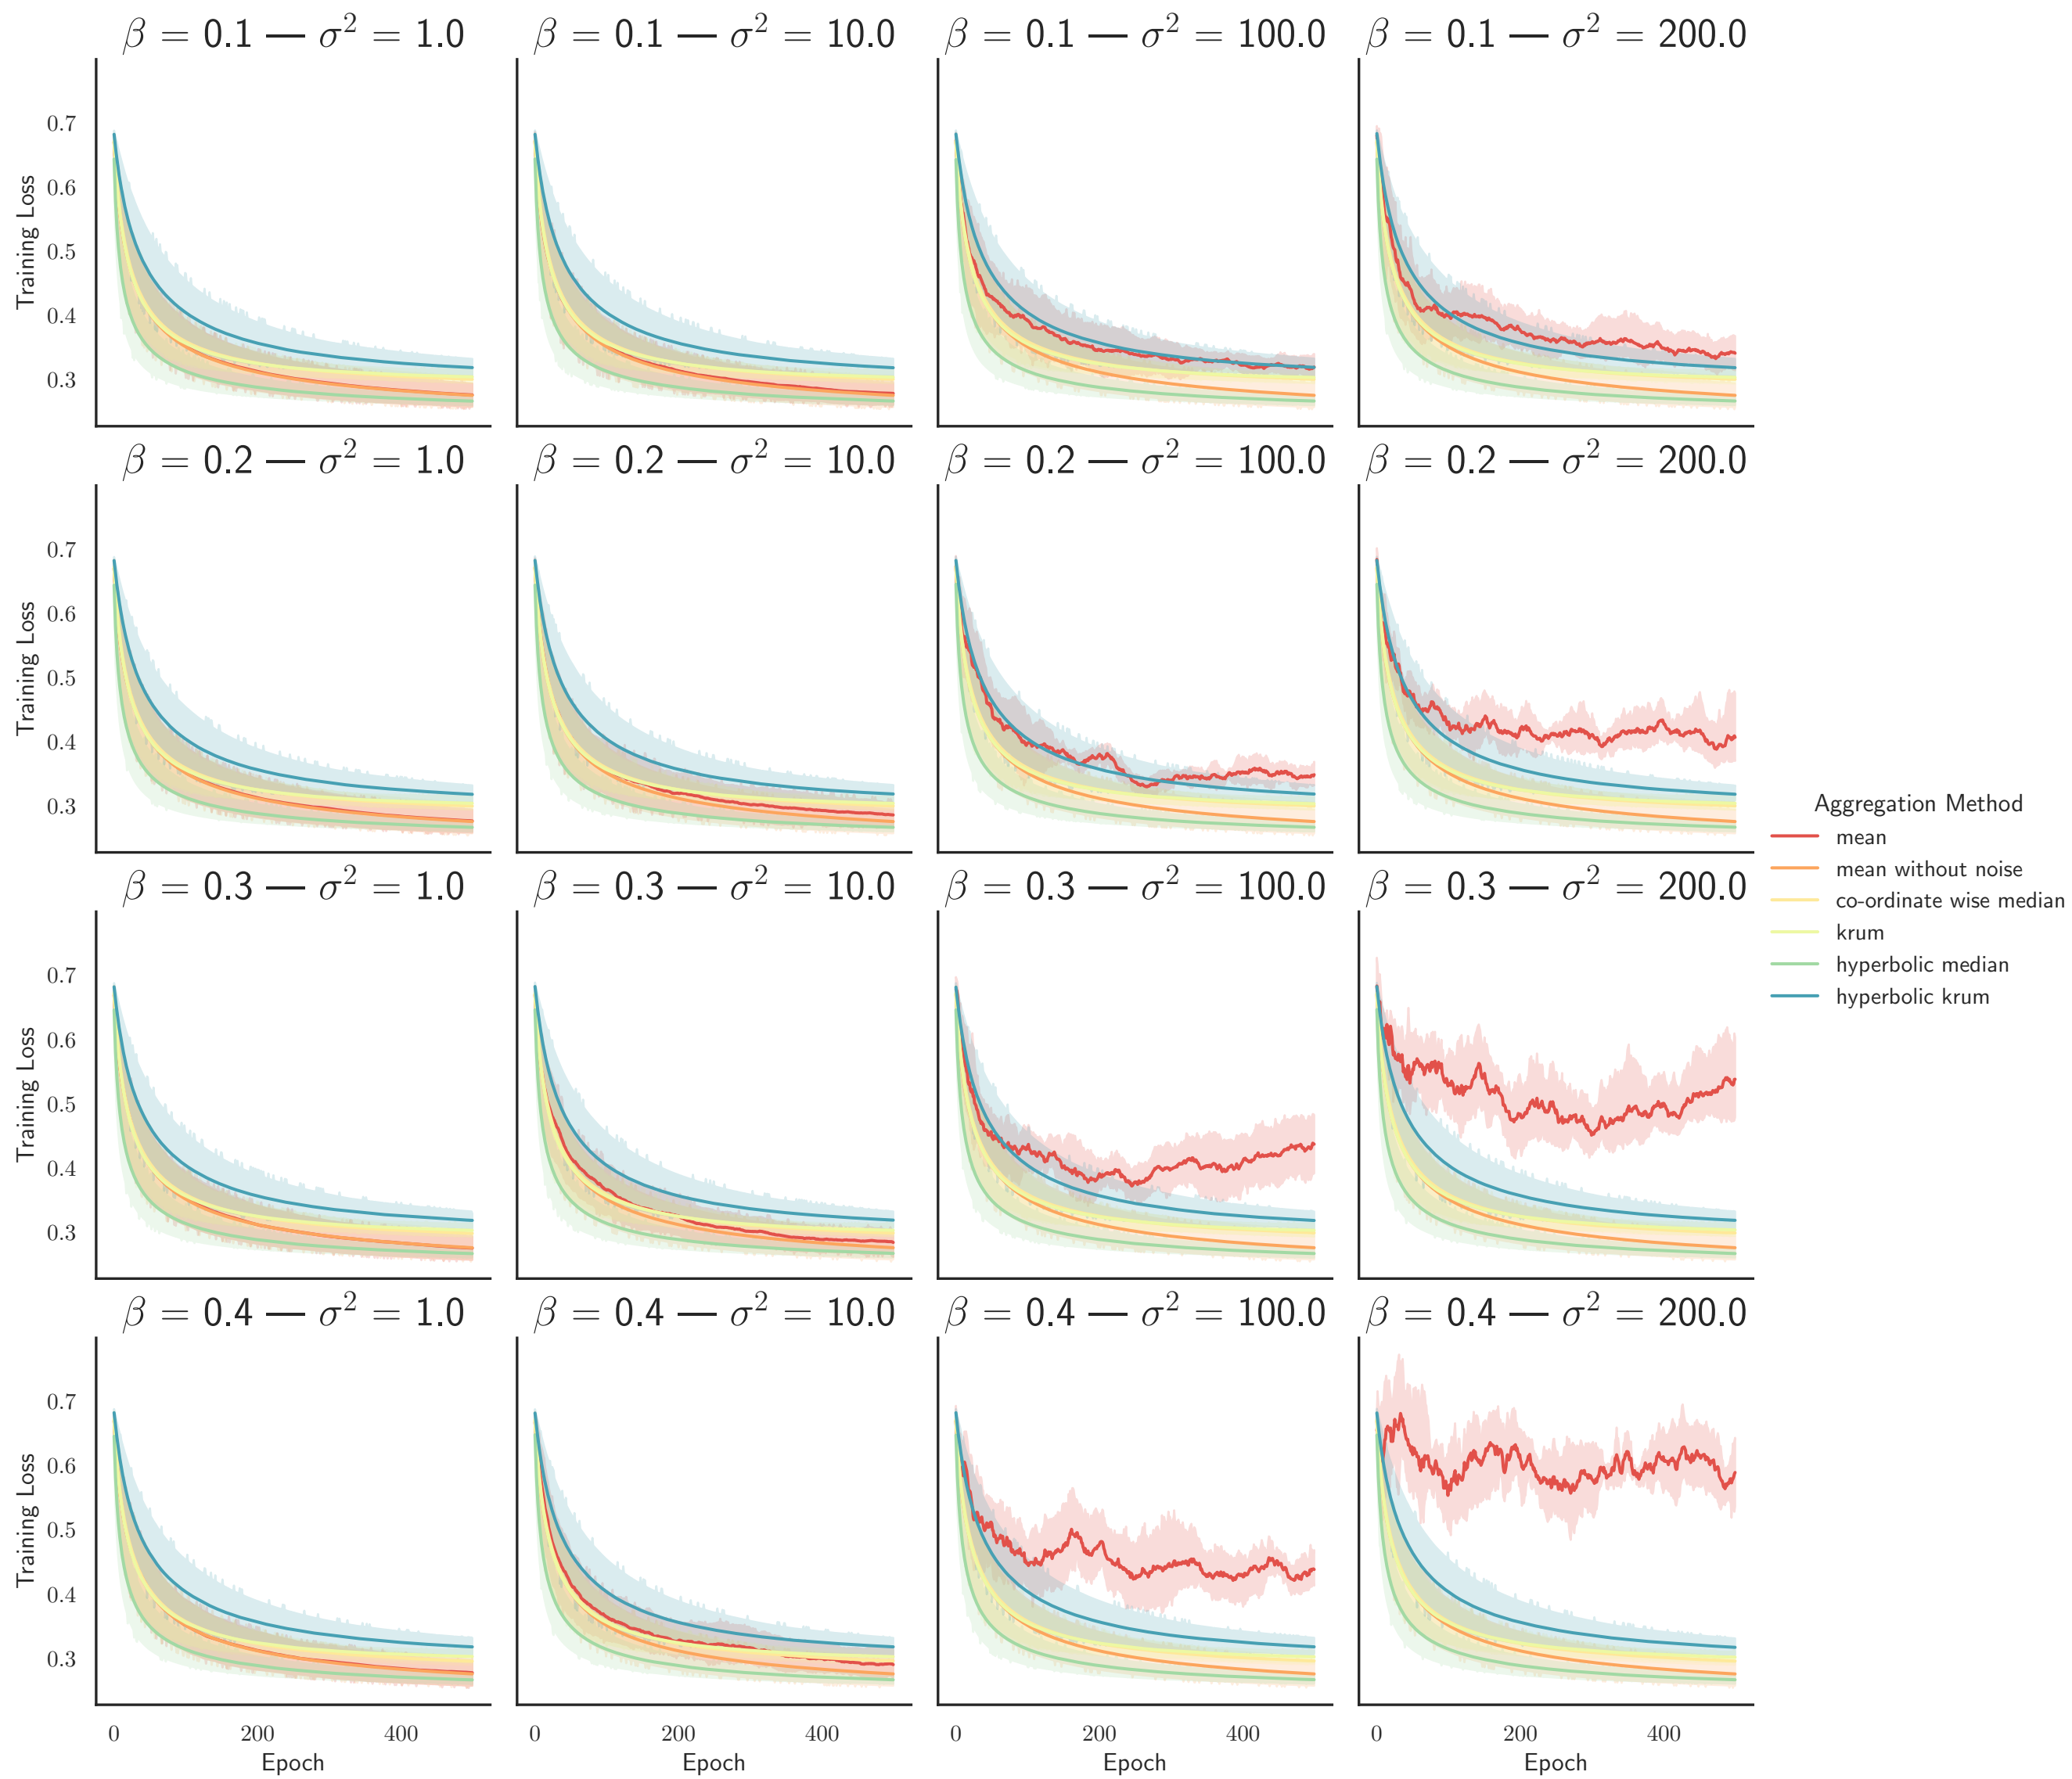 β = 0.1 — σ² = 1.0
β = 0.1 — σ² = 10.0
β = 0.1 — σ² = 100.0
β = 0.1 — σ² = 200.0
0.7
0.6
0.5
0.4
0.3
Training Loss
β = 0.2 — σ² = 1.0
β = 0.2 — σ² = 10.0
β = 0.2 — σ² = 100.0
β = 0.2 — σ² = 200.0
0.7
0.6
0.5
0.4
0.3
Training Loss
β = 0.3 — σ² = 1.0
β = 0.3 — σ² = 10.0
β = 0.3 — σ² = 100.0
β = 0.3 — σ² = 200.0
0.7
0.6
0.5
0.4
0.3
Training Loss
β = 0.4 — σ² = 1.0
β = 0.4 — σ² = 10.0
β = 0.4 — σ² = 100.0
β = 0.4 — σ² = 200.0
0.7
0.6
0.5
0.4
0.3
Training Loss
0 200 400
Epoch
0 200 400
Epoch
0 200 400
Epoch
0 200 400
Epoch
Aggregation Method
mean
mean without noise
co-ordinate wise median
krum
hyperbolic median
hyperbolic krum